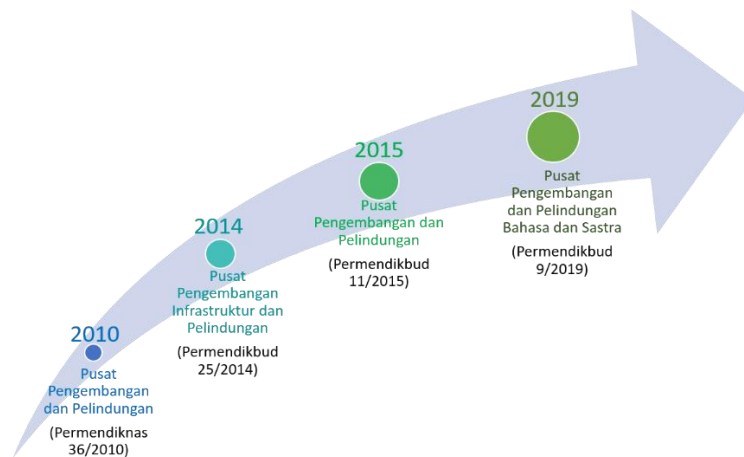 2010
Pusat
Pengembangan
dan Pelindungan
(Permendiknas
36/2010)
2014
Pusat
Pengembangan
Infrastruktur dan
Pelindungan
(Permendikbud
25/2014)
2015
Pusat
Pengembangan dan
Pelindungan
(Permendikbud
11/2015)
2019
Pusat
Pengembangan
dan Pelindungan
Bahasa dan Sastra
(Permendikbud
9/2019)